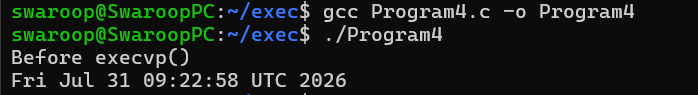 swaroop@SwaroopPC:~/exec$ gcc Program4.c -o Program4
swaroop@SwaroopPC:~/exec$ ./Program4
Before execvp()
Fri Jul 31 09:22:58 UTC 2026